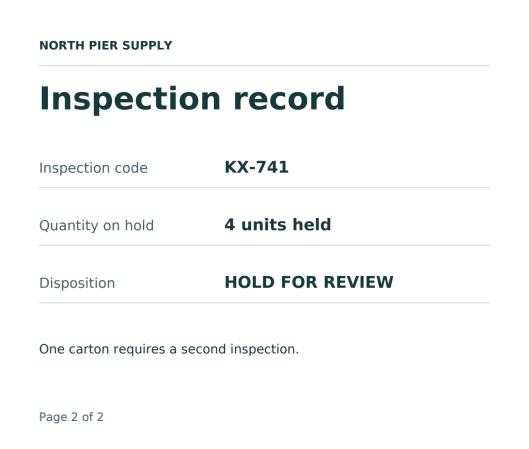 NORTH PIER SUPPLY
Inspection record
Inspection code KX-741
Quantity on hold 4 units held
Disposition HOLD FOR REVIEW
One carton requires a second inspection.
Page 2 of 2